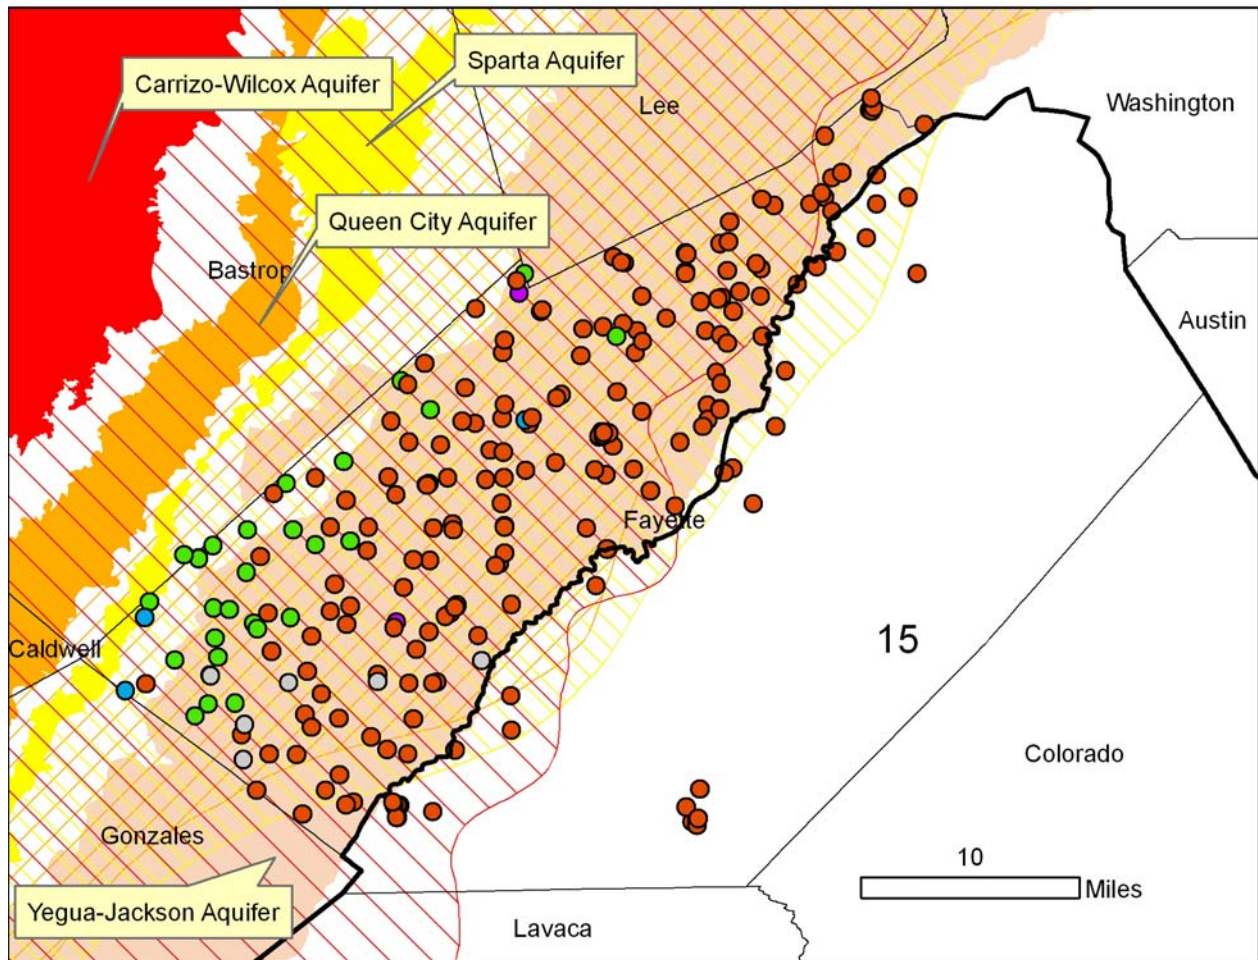 Sparta Aquifer
Carrizo-Wilcox Aquifer
Lee
Washington
Queen City Aquifer
Bastrop
Austin
Fayette
15
Caldwell
Colorado
Gonzales
10
Miles
Yegua-Jackson Aquifer
Lavaca